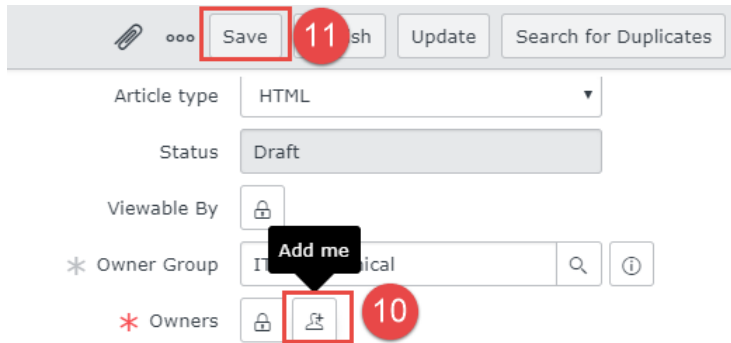 Save 11 sh Update Search for Duplicates
Article type HTML
Status Draft
Viewable By
Add me
Owner Group IT ical
Owners 10